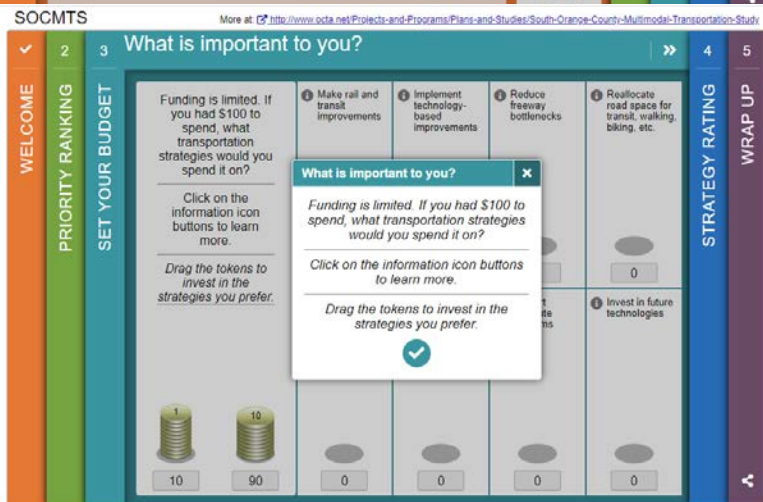 SOCMTS
More at: http://www.octa.net/Projects-and-Programs/Plans-and-Studies/South-Orange-County-Multimodal-Transportation-Study
WELCOME
2
PRIORITY RANKING
3
SET YOUR BUDGET
What is important to you?
»
4
STRATEGY RATING
5
WRAP UP
Funding is limited. If
you had $100 to
spend, what
transportation
strategies would you
spend it on?
Click on the
information icon
buttons to learn
more.
Drag the tokens to
invest in the
strategies you prefer.
1
10
10
90
Make rail and
transit
improvements
Implement
technology-
based
improvements
Reduce
freeway
bottlenecks
Reallocate
road space for
transit, walking,
biking, etc.
0
Invest in future
technologies
0
0
0
0
What is important to you?
×
Funding is limited. If you had $100 to
spend, what transportation strategies
would you spend it on?
Click on the information icon buttons
to learn more.
Drag the tokens to invest in the
strategies you prefer.